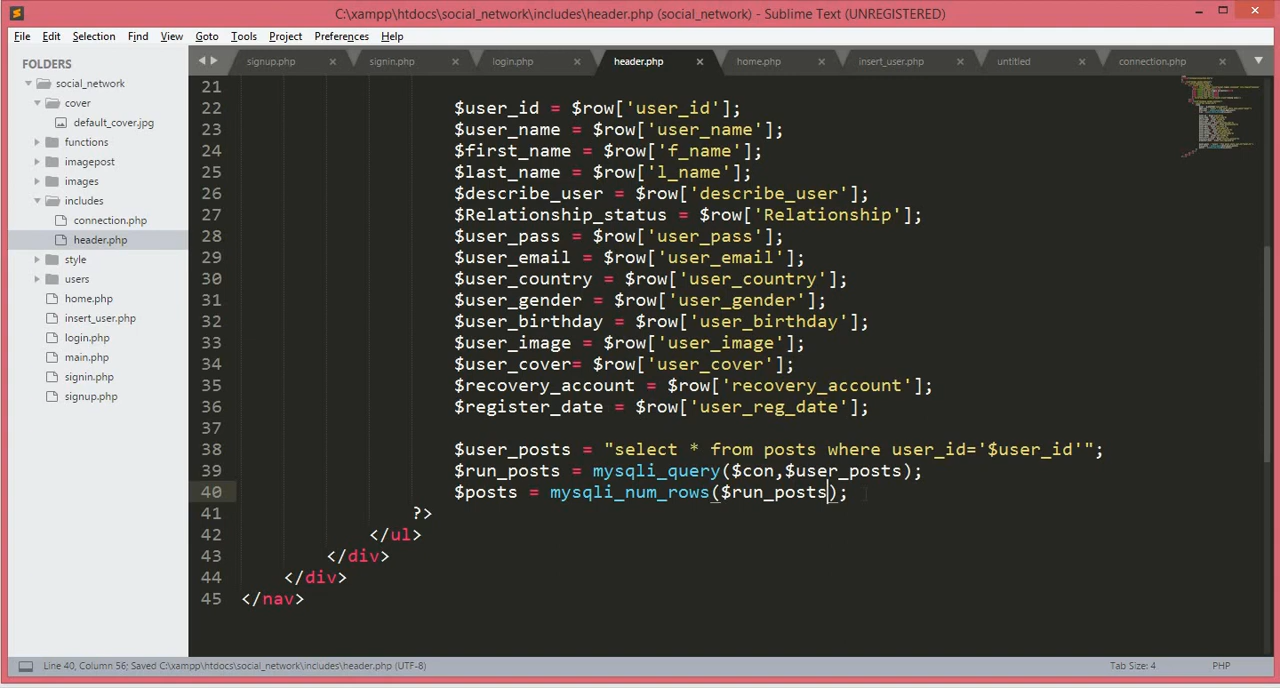 C:\xampp\htdocs\social_network\includes\header.php (social_network) - Sublime Text (UNREGISTERED)
File Edit Selection Find View Goto Tools Project Preferences Help
FOLDERS
social_network
cover
default_cover.jpg
functions
imagepost
images
includes
connection.php
header.php
style
users
home.php
insert_user.php
login.php
main.php
signin.php
signup.php
signup.php signin.php login.php header.php home.php insert_user.php untitled connection.php
21
22 $user_id = $row['user_id'];
23 $user_name = $row['user_name'];
24 $first_name = $row['f_name'];
25 $last_name = $row['l_name'];
26 $describe_user = $row['describe_user'];
27 $Relationship_status = $row['Relationship'];
28 $user_pass = $row['user_pass'];
29 $user_email = $row['user_email'];
30 $user_country = $row['user_country'];
31 $user_gender = $row['user_gender'];
32 $user_birthday = $row['user_birthday'];
33 $user_image = $row['user_image'];
34 $user_cover= $row['user_cover'];
35 $recovery_account = $row['recovery_account'];
36 $register_date = $row['user_reg_date'];
37
38 $user_posts = "select * from posts where user_id='$user_id'";
39 $run_posts = mysqli_query($con,$user_posts);
40 $posts = mysqli_num_rows($run_posts);
41 ?>
42 </ul>
43 </div>
44 </div>
45 </nav>
Line 40, Column 56; Saved C:\xampp\htdocs\social_network\includes\header.php (UTF-8) Tab Size: 4 PHP